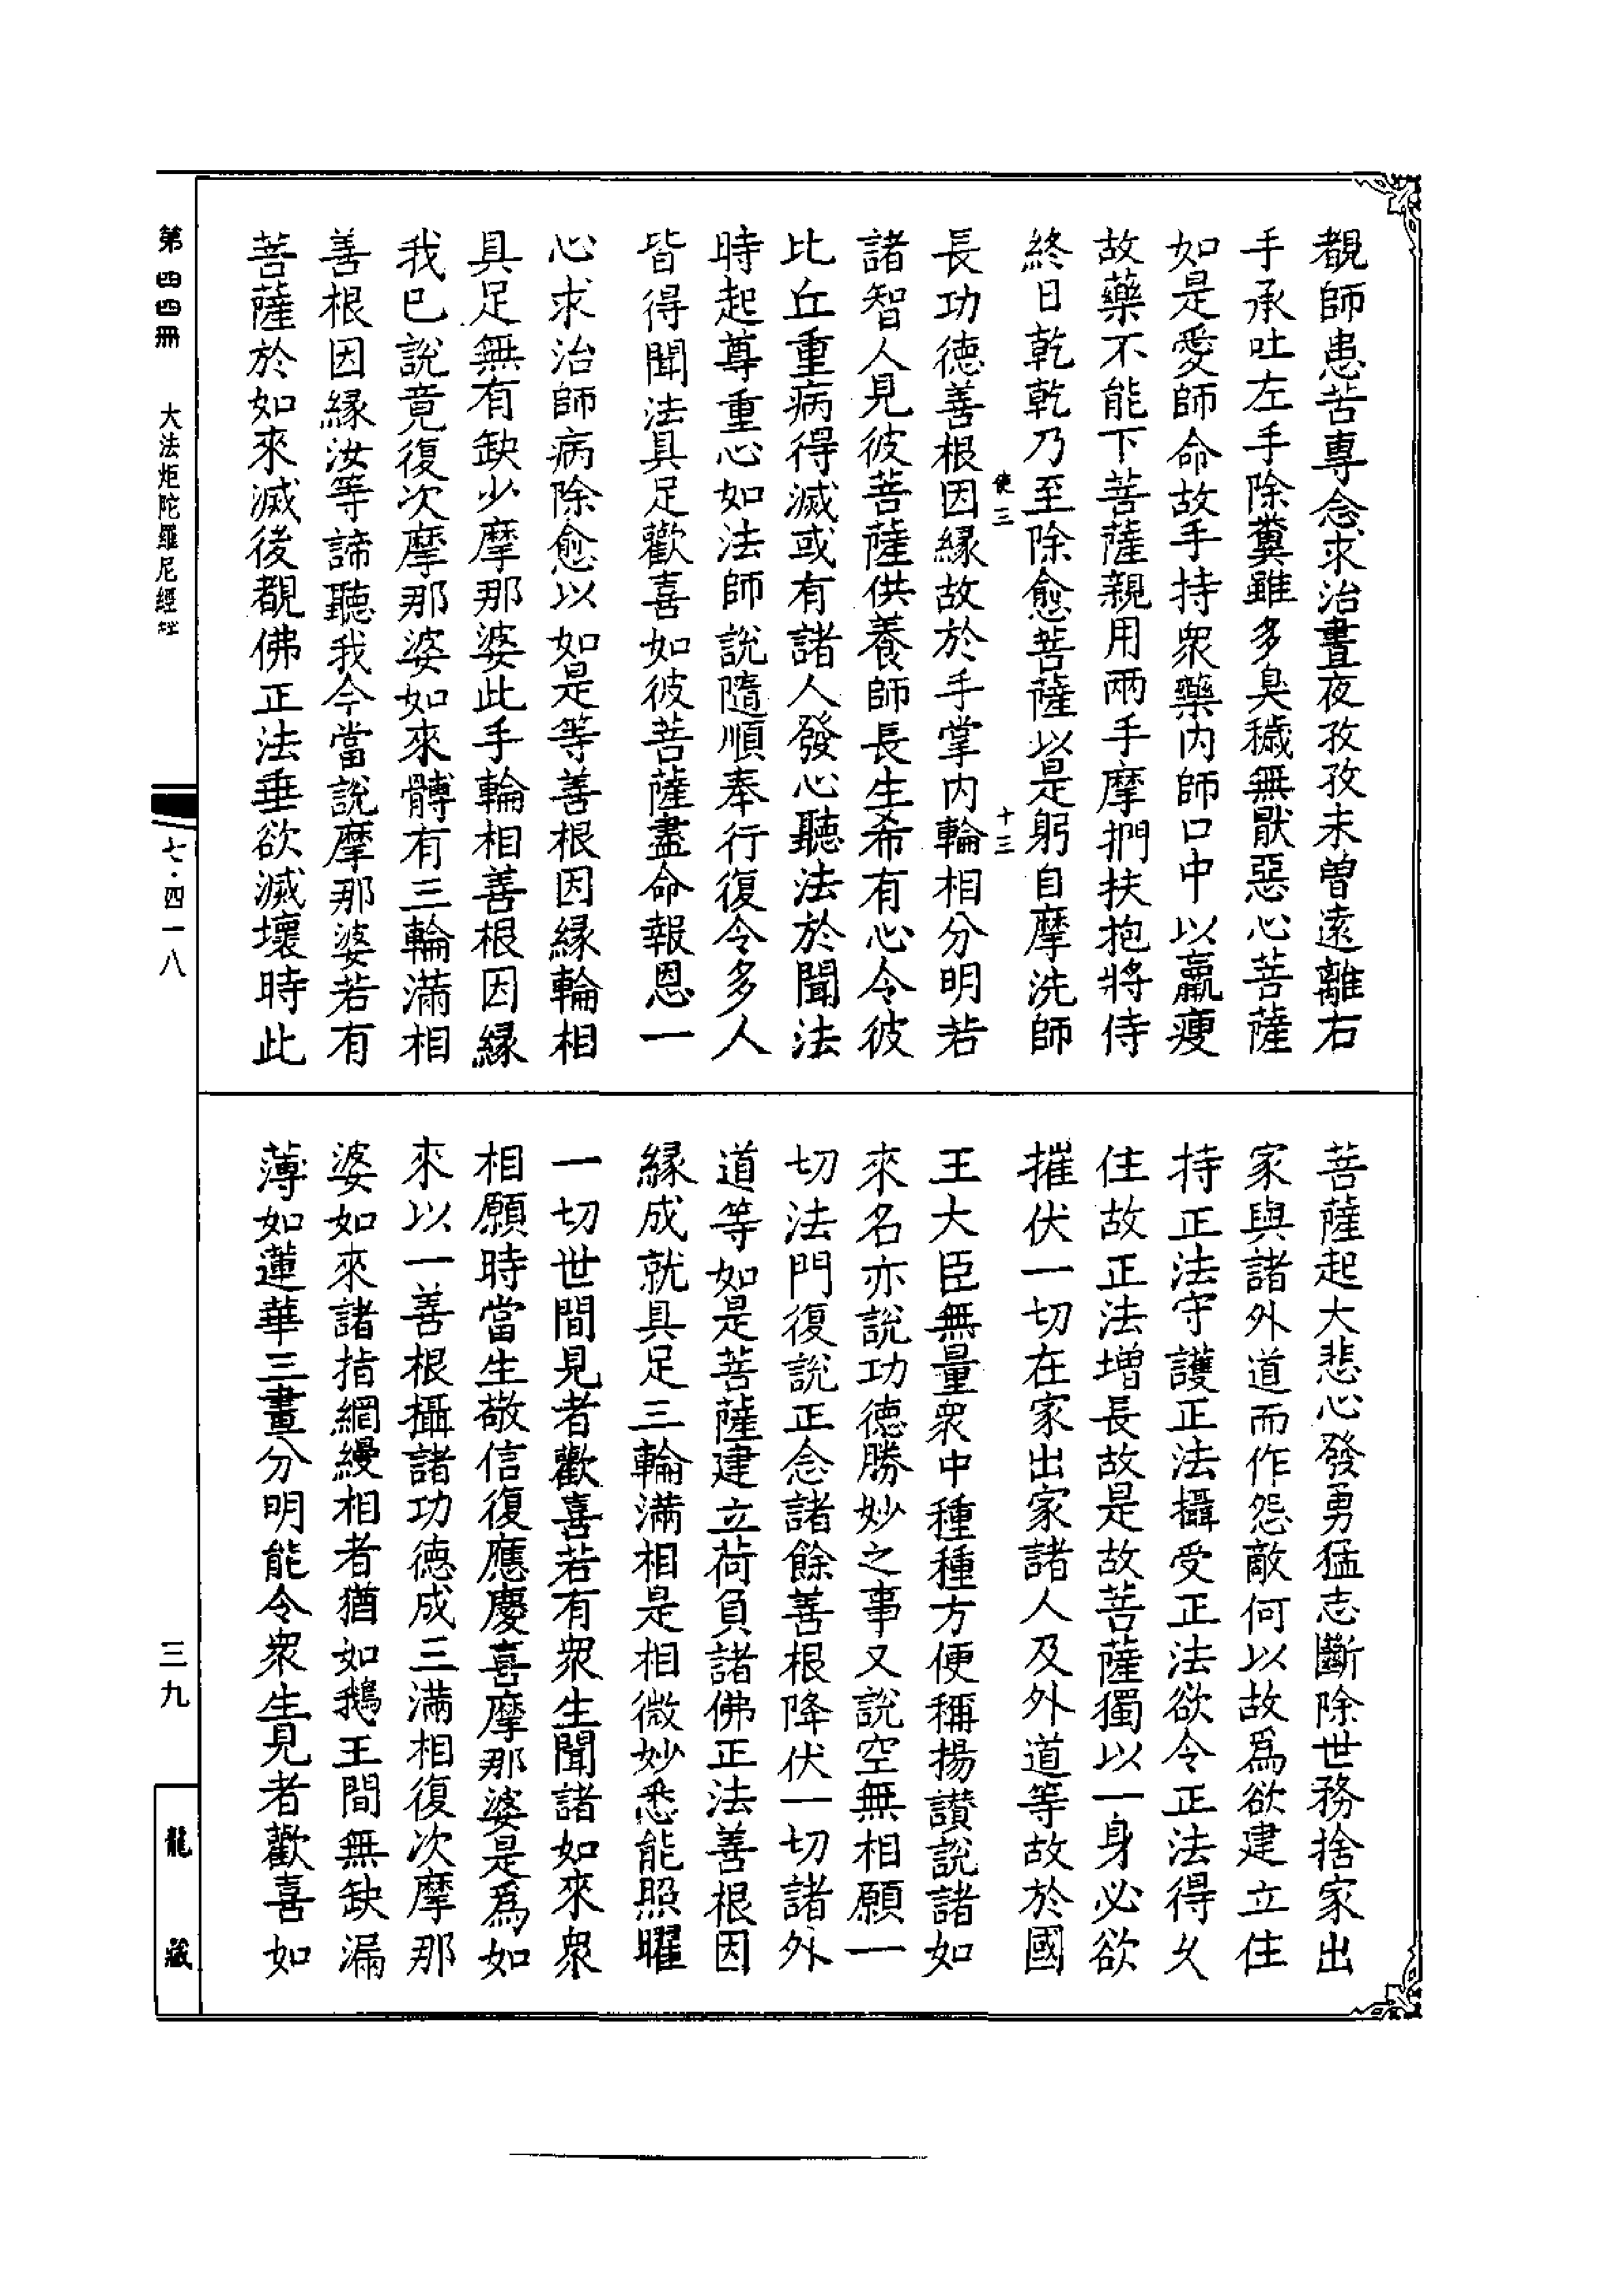 覩師患苦專念求治晝夜孜孜未曾遠離右
手承吐左手除糞雖多臭穢無猒惡心菩薩
如是愛師命故手持衆藥内師口中以羸瘦
故藥不能下菩薩親用兩手摩捫扶抱將侍
終日乾乾乃至除愈菩薩以是躬自摩洗師
使三 十三
長功德善根因緣故於手掌内輪相分明若
諸智人見彼菩薩供養師長生希有心令彼
比丘重病得滅或有諸人發心聽法於聞法
時起尊重心如法師說隨順奉行復令多人
皆得聞法具足歡喜如彼菩薩盡命報恩一
心求治師病除愈以如是等善根因緣輪相
具足無有缺少摩那婆此手輪相善根因緣
我已說竟復次摩那婆如來髆有三輪滿相
善根因緣汝等諦聽我今當說摩那婆若有
菩薩於如來滅後覩佛正法垂欲滅壞時此
菩薩起大悲心發勇猛志斷除世務捨家出
家與諸外道而作怨敵何以故爲欲建立住
持正法守護正法攝受正法欲令正法得久
住故正法增長故是故菩薩獨以一身必欲
摧伏一切在家出家諸人及外道等故於國
王大臣無量衆中種種方便稱揚讃說諸如
來名亦說功德勝妙之事又說空無相願一
切法門復說正念諸餘善根降伏一切諸外
道等如是菩薩建立荷負諸佛正法善根因
緣成就具足三輪滿相是相微妙悉能照曜
一切世間見者歡喜若有衆生聞諸如來衆
相願時當生敬信復應慶喜摩那婆是爲如
來以一善根攝諸功德成三滿相復次摩那
婆如來諸指網縵相者猶如鵝王間無缺漏
薄如蓮華三畫分明能令衆生見者歡喜如
第四四冊 大法炬陀羅尼經
七·四一八
三九
龍藏